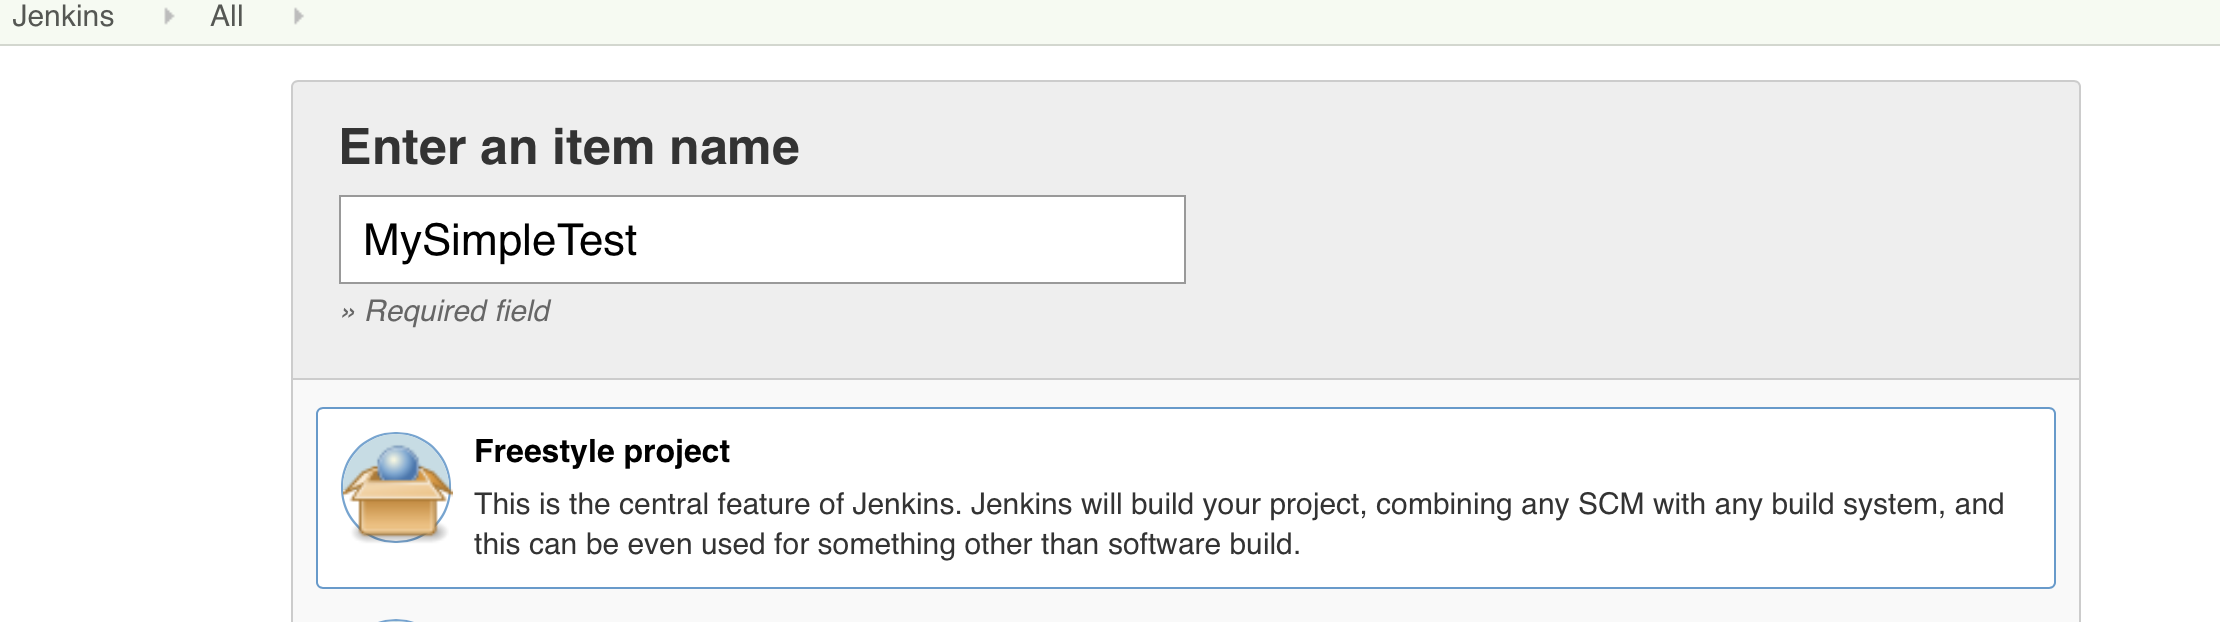 Jenkins All
Enter an item name
MySimpleTest
» Required field
Freestyle project
This is the central feature of Jenkins. Jenkins will build your project, combining any SCM with any build system, and
this can be even used for something other than software build.